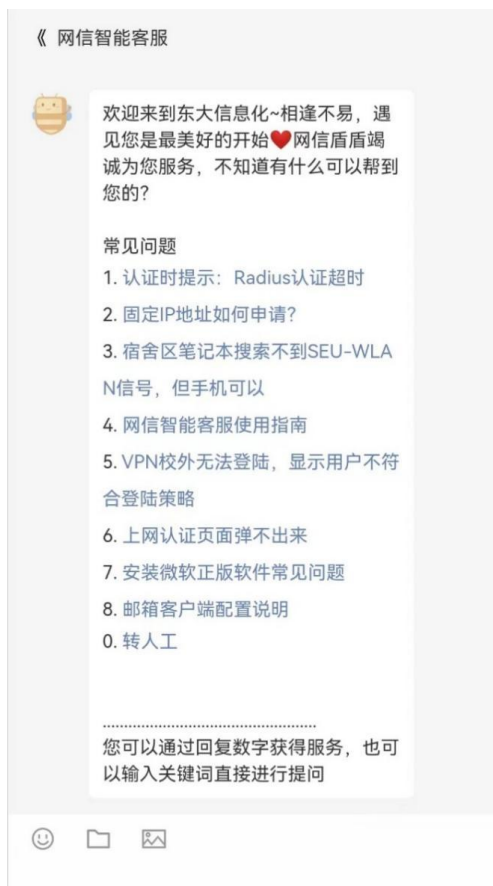 《 网信智能客服
欢迎来到东大信息化~相逢不易，遇
见您是最美好的开始❤️网信盾盾竭
诚为您服务，不知道有什么可以帮到
您的？
常见问题
1. 认证时提示：Radius认证超时
2. 固定IP地址如何申请？
3. 宿舍区笔记本搜索不到SEU-WLA
N信号，但手机可以
4. 网信智能客服使用指南
5. VPN校外无法登陆，显示用户不符
合登陆策略
6. 上网认证页面弹不出来
7. 安装微软正版软件常见问题
8. 邮箱客户端配置说明
0. 转人工
..................................................
您可以通过回复数字获得服务，也可
以输入关键词直接进行提问